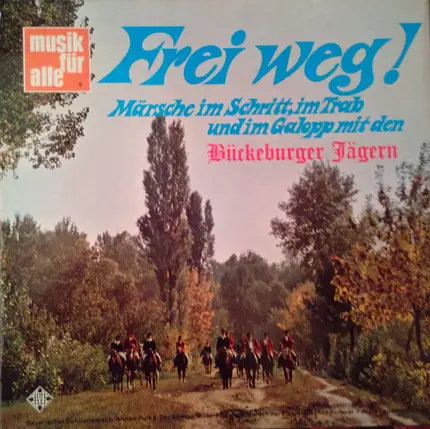 musik
für
alle
Frei weg!
Märsche im Schritt, im Trab
und im Galopp mit den
Bückeburger Jägern